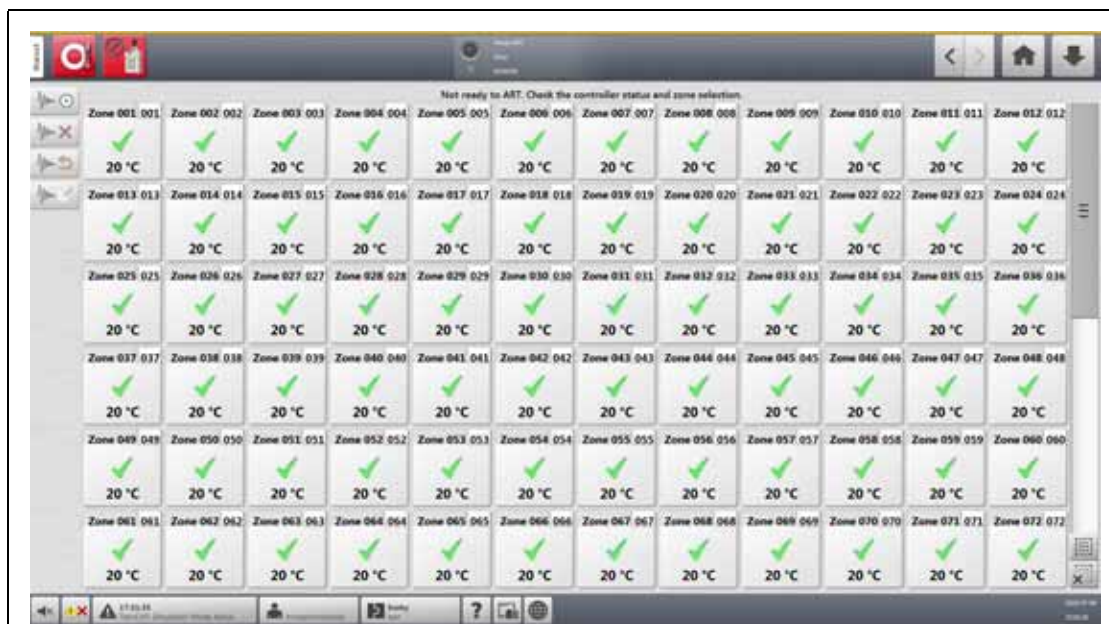 Not ready to ART. Check the controller status and zone selection.
Zone 001 001 Zone 002 002 Zone 003 003 Zone 004 004 Zone 005 005 Zone 006 006 Zone 007 007 Zone 008 008 Zone 009 009 Zone 010 010 Zone 011 011 Zone 012 012
20 °C 20 °C 20 °C 20 °C 20 °C 20 °C 20 °C 20 °C 20 °C 20 °C 20 °C 20 °C
Zone 013 013 Zone 014 014 Zone 015 015 Zone 016 016 Zone 017 017 Zone 018 018 Zone 019 019 Zone 020 020 Zone 021 021 Zone 022 022 Zone 023 023 Zone 024 024
20 °C 20 °C 20 °C 20 °C 20 °C 20 °C 20 °C 20 °C 20 °C 20 °C 20 °C 20 °C
Zone 025 025 Zone 026 026 Zone 027 027 Zone 028 028 Zone 029 029 Zone 030 030 Zone 031 031 Zone 032 032 Zone 033 033 Zone 034 034 Zone 035 035 Zone 036 036
20 °C 20 °C 20 °C 20 °C 20 °C 20 °C 20 °C 20 °C 20 °C 20 °C 20 °C 20 °C
Zone 037 037 Zone 038 038 Zone 039 039 Zone 040 040 Zone 041 041 Zone 042 042 Zone 043 043 Zone 044 044 Zone 045 045 Zone 046 046 Zone 047 047 Zone 048 048
20 °C 20 °C 20 °C 20 °C 20 °C 20 °C 20 °C 20 °C 20 °C 20 °C 20 °C 20 °C
Zone 049 049 Zone 050 050 Zone 051 051 Zone 052 052 Zone 053 053 Zone 054 054 Zone 055 055 Zone 056 056 Zone 057 057 Zone 058 058 Zone 059 059 Zone 060 060
20 °C 20 °C 20 °C 20 °C 20 °C 20 °C 20 °C 20 °C 20 °C 20 °C 20 °C 20 °C
Zone 061 061 Zone 062 062 Zone 063 063 Zone 064 064 Zone 065 065 Zone 066 066 Zone 067 067 Zone 068 068 Zone 069 069 Zone 070 070 Zone 071 071 Zone 072 072
20 °C 20 °C 20 °C 20 °C 20 °C 20 °C 20 °C 20 °C 20 °C 20 °C 20 °C 20 °C
?